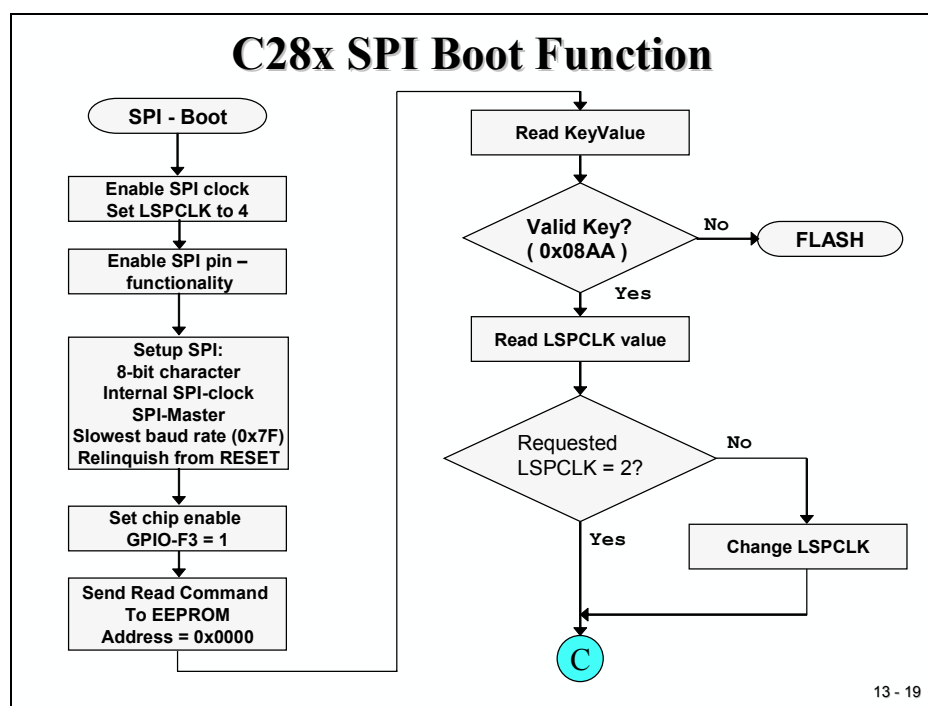 C28x SPI Boot Function
SPI - Boot
Enable SPI clock
Set LSPCLK to 4
Enable SPI pin –
functionality
Setup SPI:
8-bit character
Internal SPI-clock
SPI-Master
Slowest baud rate (0x7F)
Relinquish from RESET
Set chip enable
GPIO-F3 = 1
Send Read Command
To EEPROM
Address = 0x0000
Read KeyValue
Valid Key?
( 0x08AA )
No
FLASH
Yes
Read LSPCLK value
Requested
LSPCLK = 2?
No
Yes
Change LSPCLK
C
13 - 19